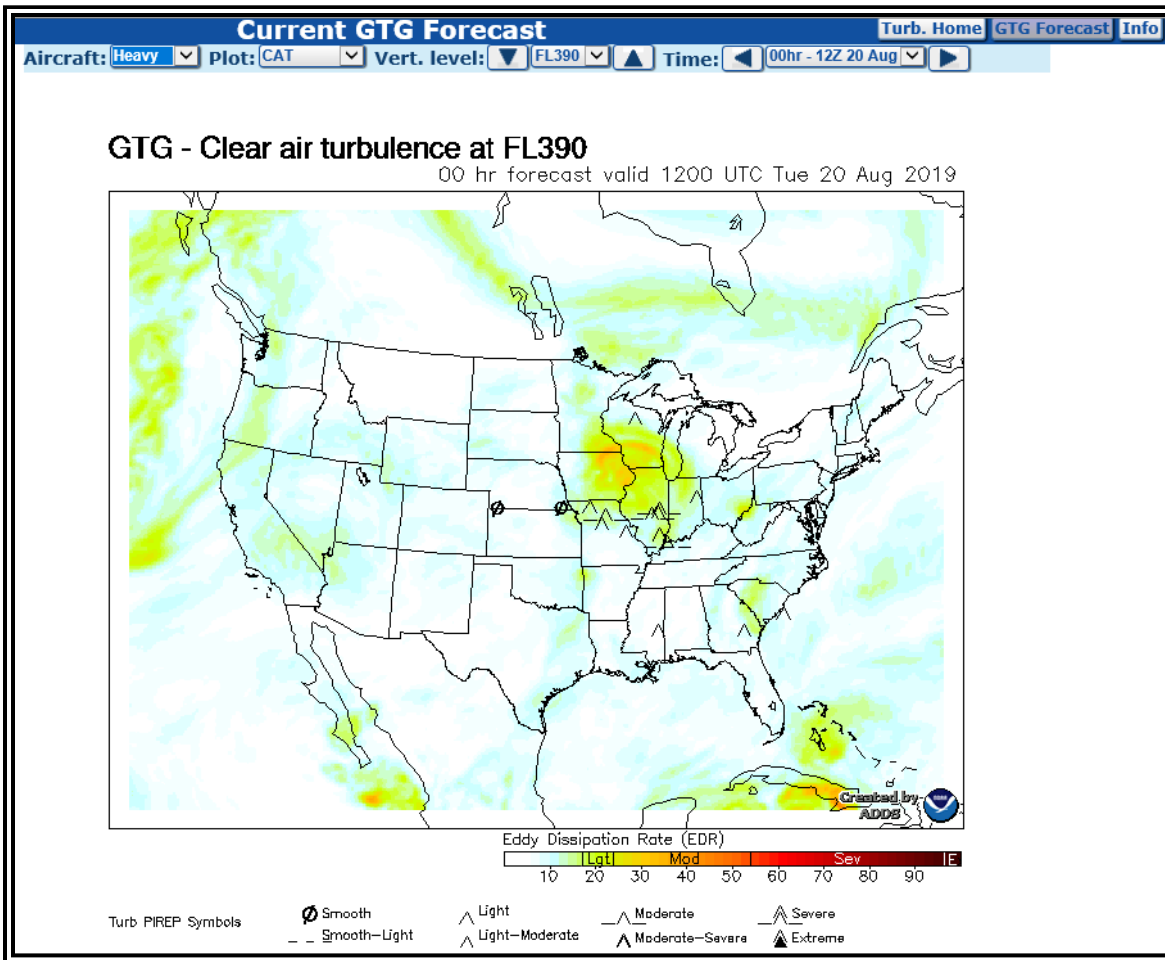 Current GTG Forecast Turb. Home GTG Forecast Info
Aircraft: Heavy Plot: CAT Vert. level: FL390 Time: 00hr - 12Z 20 Aug
GTG - Clear air turbulence at FL390
00 hr forecast valid 1200 UTC Tue 20 Aug 2019
Created by
ADDS
Eddy Dissipation Rate (EDR)
Lgt Mod Sev E
10 20 30 40 50 60 70 80 90
Turb PIREP Symbols
Smooth Light Moderate Severe
Smooth-Light Light-Moderate Moderate-Severe Extreme